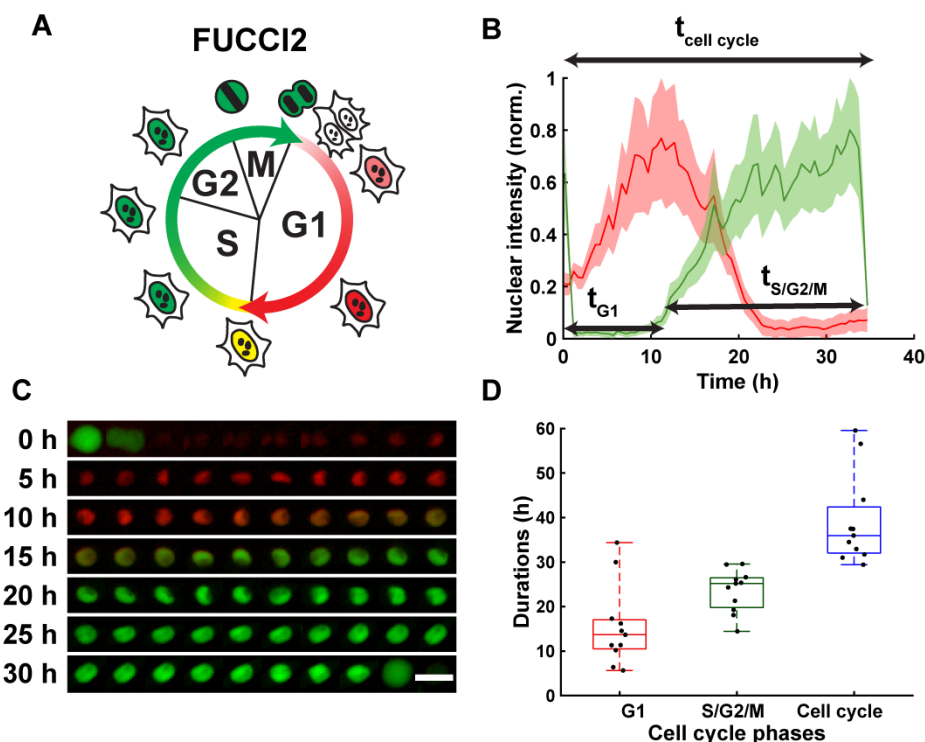 A
FUCCI2
G2
M
S
G1
B
t cell cycle
Nuclear intensity (norm.)
1
0.8
0.6
0.4
0.2
0
t G1
t S/G2/M
0
10
20
30
40
Time (h)
C
0 h
5 h
10 h
15 h
20 h
25 h
30 h
D
Durations (h)
60
50
40
30
20
10
0
G1
S/G2/M
Cell cycle
Cell cycle phases